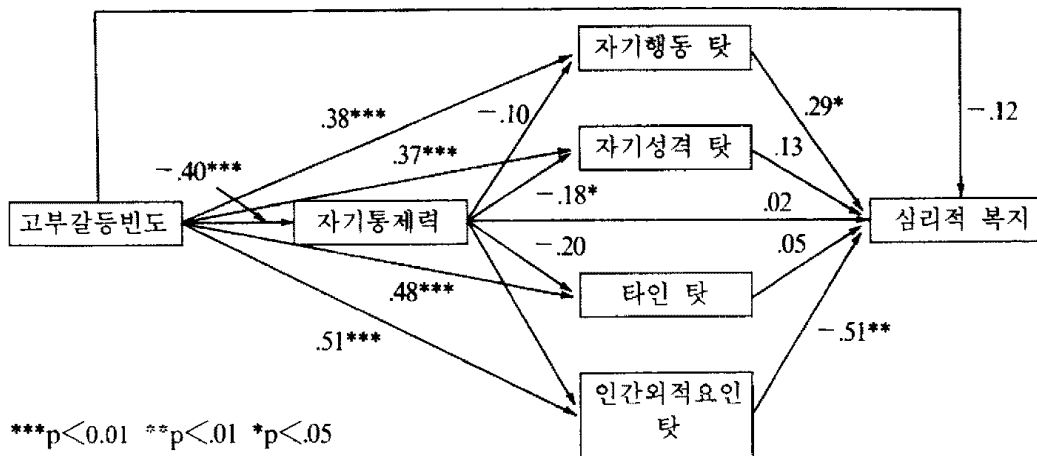 자기행동 탓
.38***
－.10
.29*
－.12
.37***
자기성격 탓
.13
－.40***
－.18*
고부갈등빈도
자기통제력
.02
심리적 복지
－.20
.05
.48***
타인 탓
.51***
－.51**
인간외적요인
탓
***p<0.01 **p<.01 *p<.05